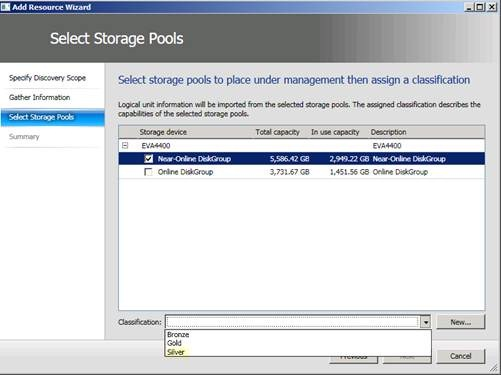 Add Resource Wizard
Select Storage Pools
Specify Discovery Scope
Gather Information
Select Storage Pools
Summary
Select storage pools to place under management then assign a classification
Logical unit information will be imported from the selected storage pools. The assigned classification describes the
capabilities of the selected storage pools.
Storage device Total capacity In use capacity Description
EVA4400 EVA4400
Near-Online DiskGroup 5,586.42 GB 2,949.22 GB Near-Online DiskGroup
Online DiskGroup 3,731.67 GB 1,451.56 GB Online DiskGroup
Classification: New...
Bronze
Gold
Silver
Previous Next Cancel